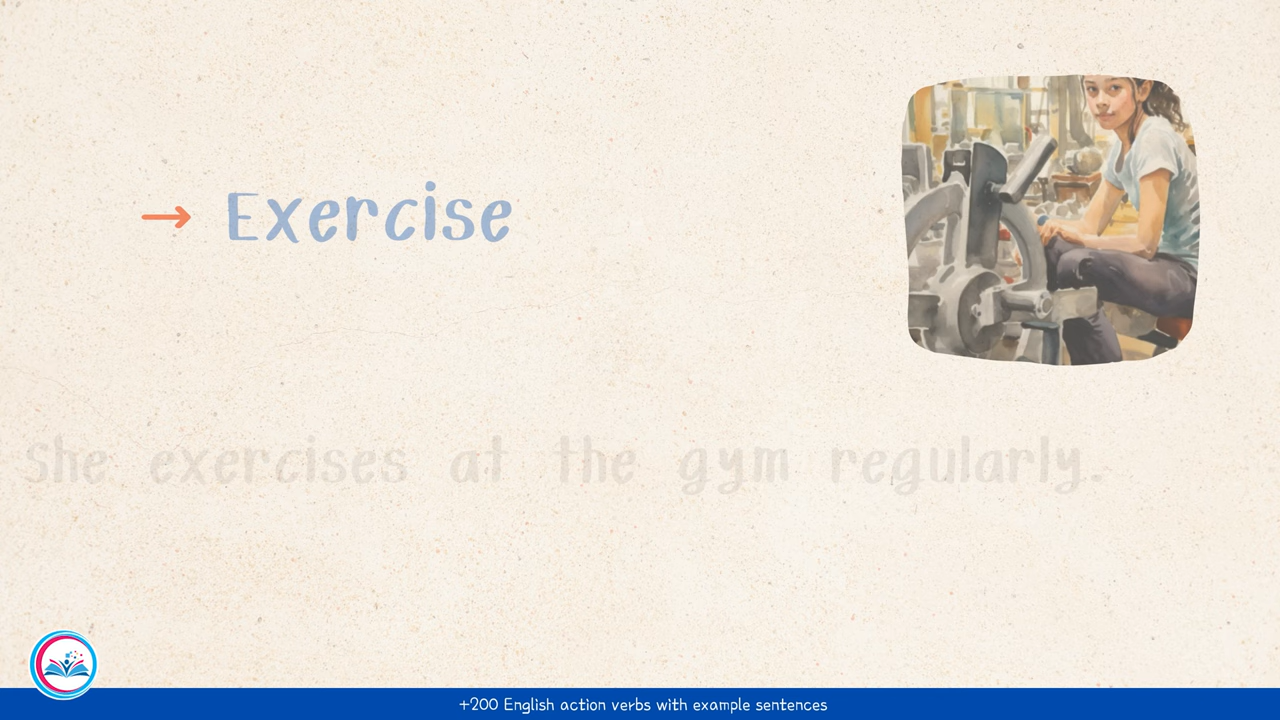 → Exercise
She exercises at the gym regularly.
+200 English action verbs with example sentences